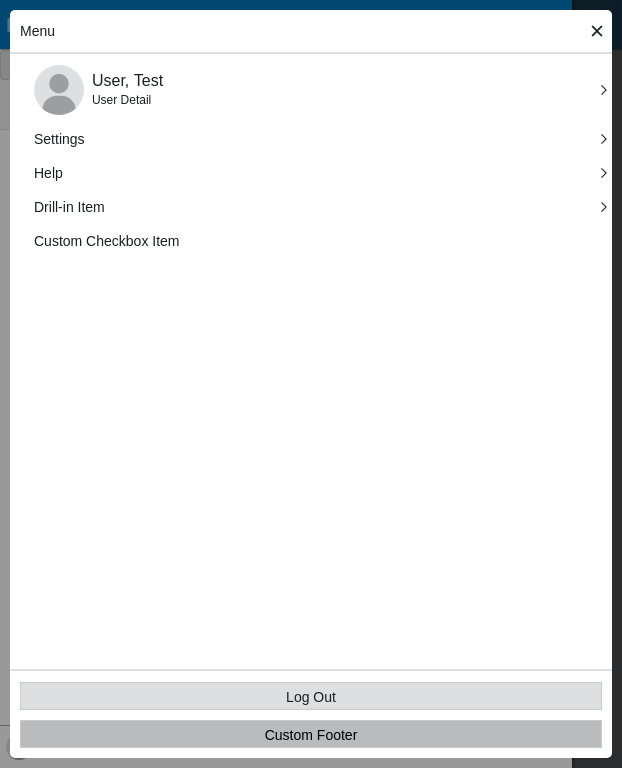 Menu
User, Test
User Detail
Settings
Help
Drill-in Item
Custom Checkbox Item
Log Out
Custom Footer